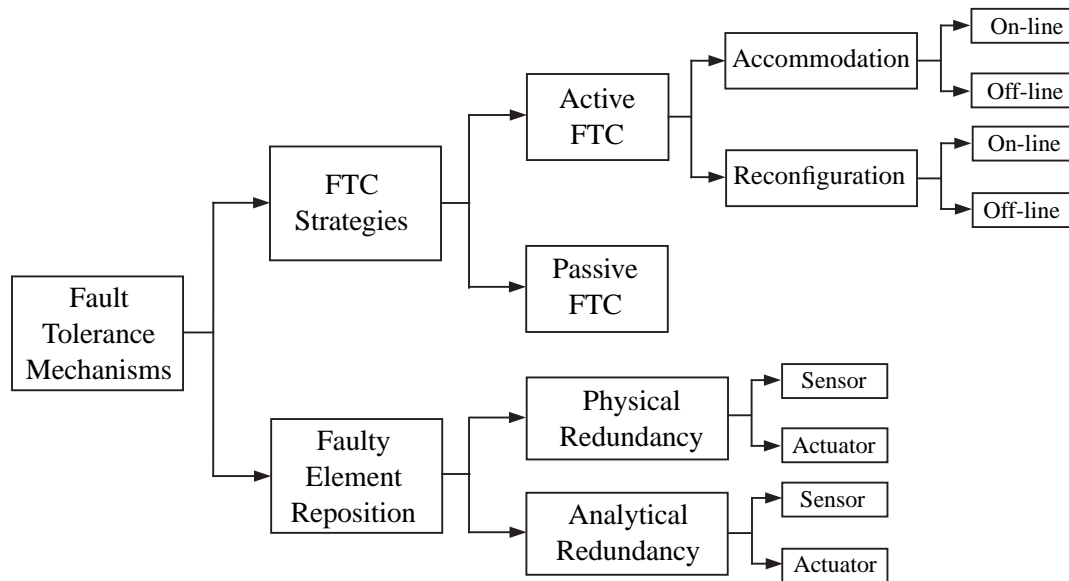 Fault
Tolerance
Mechanisms
FTC
Strategies
Active
FTC
Accommodation
On-line
Off-line
Reconfiguration
On-line
Off-line
Passive
FTC
Faulty
Element
Reposition
Physical
Redundancy
Sensor
Actuator
Analytical
Redundancy
Sensor
Actuator